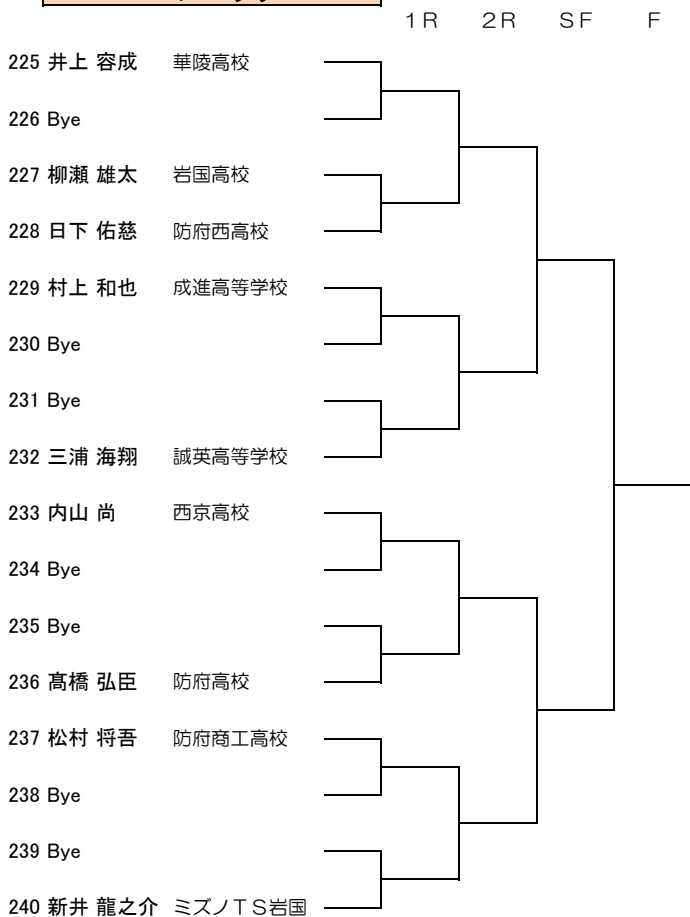 １Ｒ ２Ｒ ＳＦ Ｆ
225 井上 容成 華陵高校
226 Bye
227 柳瀬 雄太 岩国高校
228 日下 佑慈 防府西高校
229 村上 和也 成進高等学校
230 Bye
231 Bye
232 三浦 海翔 誠英高等学校
233 内山 尚 西京高校
234 Bye
235 Bye
236 髙橋 弘臣 防府高校
237 松村 将吾 防府商工高校
238 Bye
239 Bye
240 新井 龍之介 ミズノＴＳ岩国